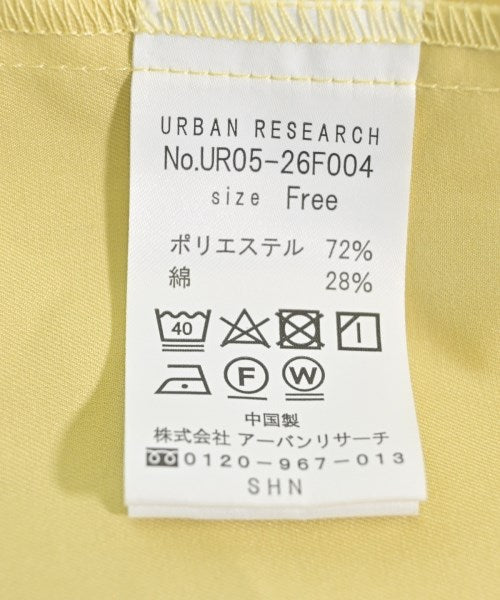 URBAN RESEARCH
No.UR05-26F004
size Free
ポリエステル 72%
綿 28%
40
F W
中国製
株式会社 アーバンリサーチ
0120-967-013
SHN